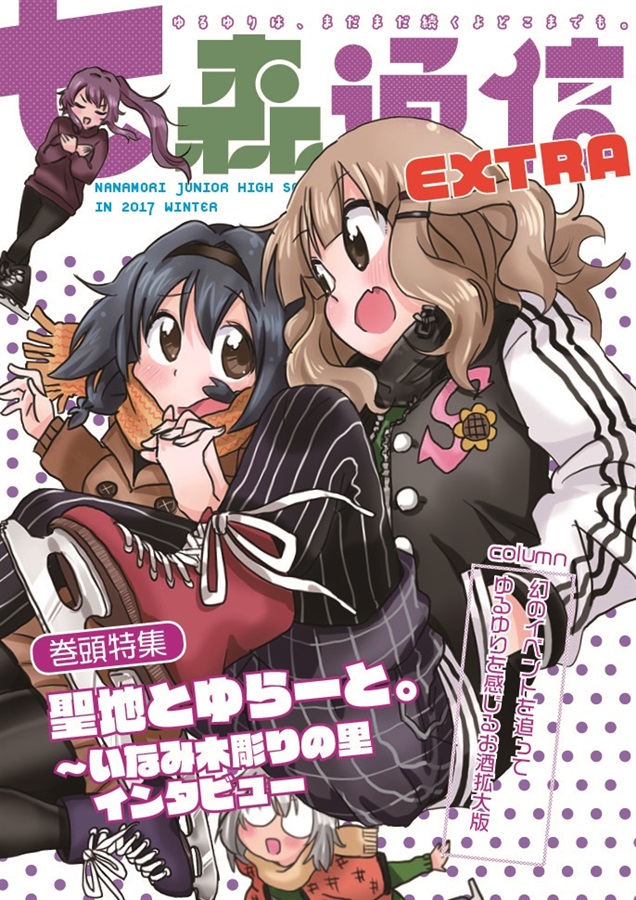 ゆるゆりは、まだまだ続くよどこまでも。
七森通信
EXTRA
NANAMORI JUNIOR HIGH
IN 2017 WINTER
column
幻のイベントを追って
ゆるゆりを感じるお酒拡大版
巻頭特集
聖地とゆらーと。
～いなみ木彫りの里
インタビュー